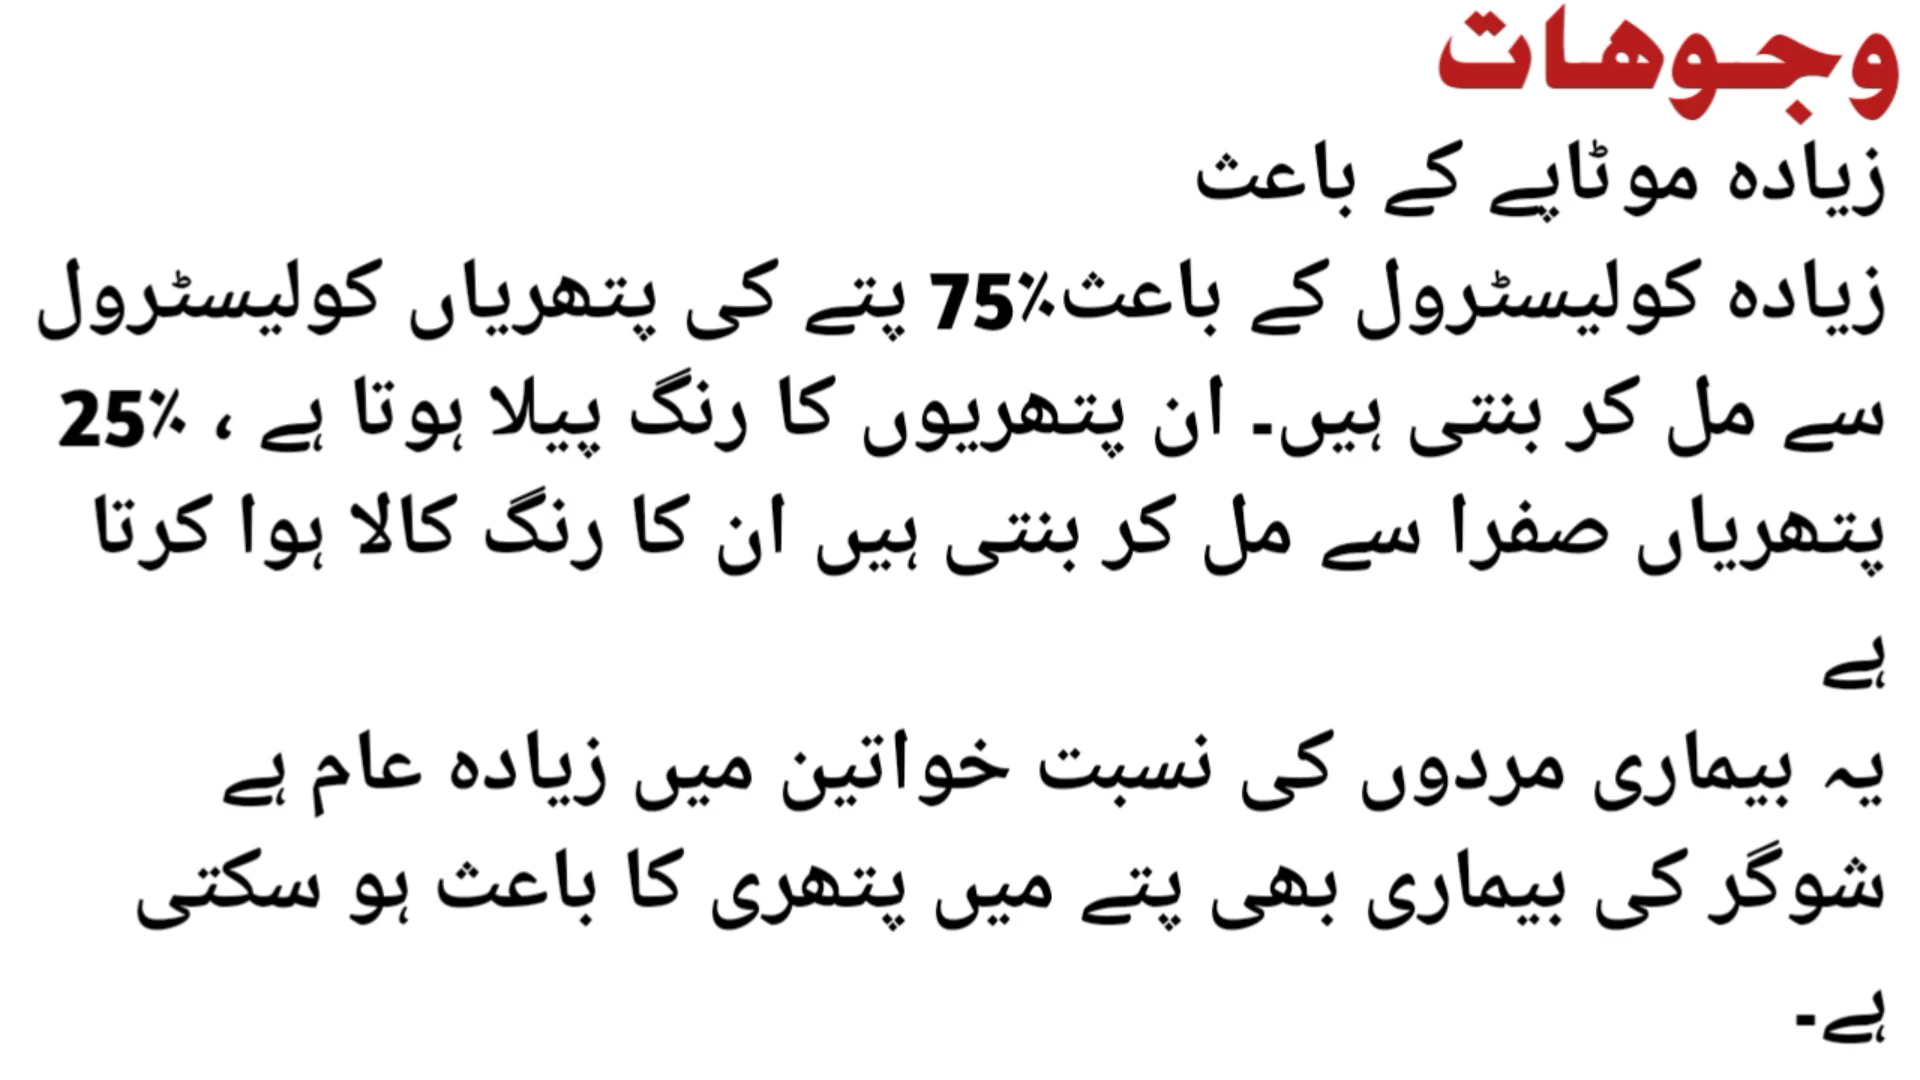 وجوہات
زیادہ موٹاپے کے باعث
زیادہ کولیسٹرول کے باعث٪75 پتے کی پتھریاں کولیسٹرول
سے مل کر بنتی ہیں۔ ان پتھریوں کا رنگ پیلا ہوتا ہے ، ٪25
پتھریاں صفرا سے مل کر بنتی ہیں ان کا رنگ کالا ہوا کرتا
ہے
یہ بیماری مردوں کی نسبت خواتین میں زیادہ عام ہے
شوگر کی بیماری بھی پتے میں پتھری کا باعث ہو سکتی
ہے۔